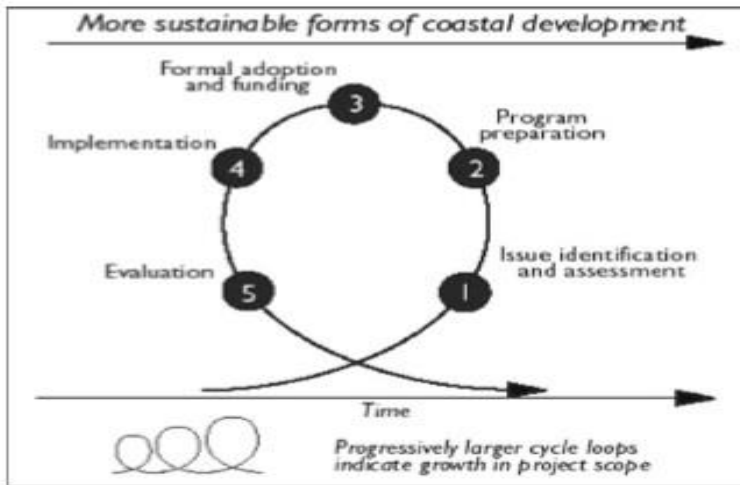 More sustainable forms of coastal development
Formal adoption
and funding
3
Program
preparation
Implementation
4
2
Issue identification
and assessment
Evaluation
5
1
Time
Progressively larger cycle loops
indicate growth in project scope